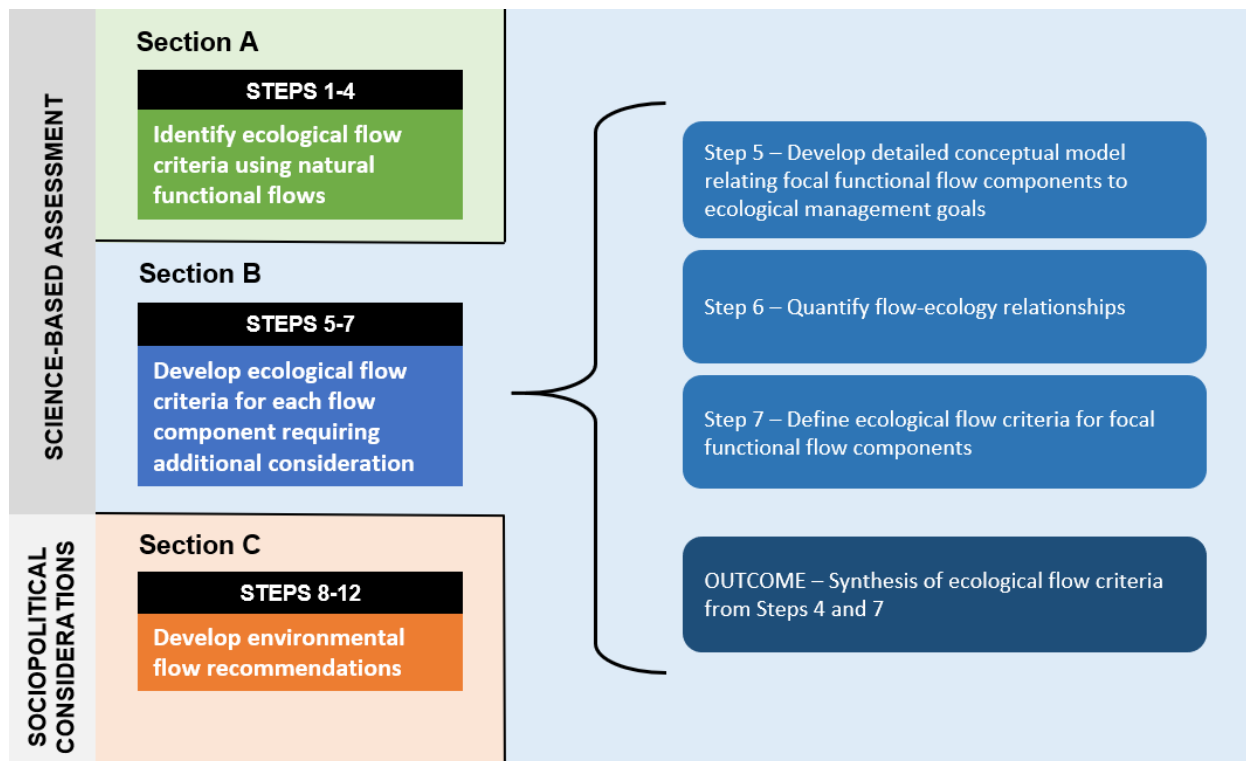 SCIENCE-BASED ASSESSMENT
Section A
STEPS 1-4
Identify ecological flow
criteria using natural
functional flows
Section B
STEPS 5-7
Develop ecological flow
criteria for each flow
component requiring
additional consideration
SOCIOPOLITICAL
CONSIDERATIONS
Section C
STEPS 8-12
Develop environmental
flow recommendations
Step 5 – Develop detailed conceptual model
relating focal functional flow components to
ecological management goals
Step 6 – Quantify flow-ecology relationships
Step 7 – Define ecological flow criteria for focal
functional flow components
OUTCOME – Synthesis of ecological flow criteria
from Steps 4 and 7